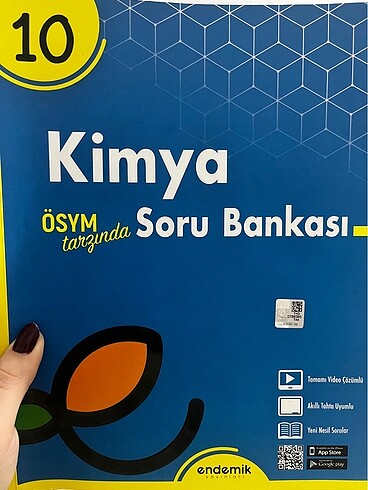 10
Kimya
ÖSYM tarzında Soru Bankası
Tamamı Video Çözümlü
Akıllı Tahta Uyumlu
Yeni Nesil Sorular
App Store
Google play
endemik
yayınları